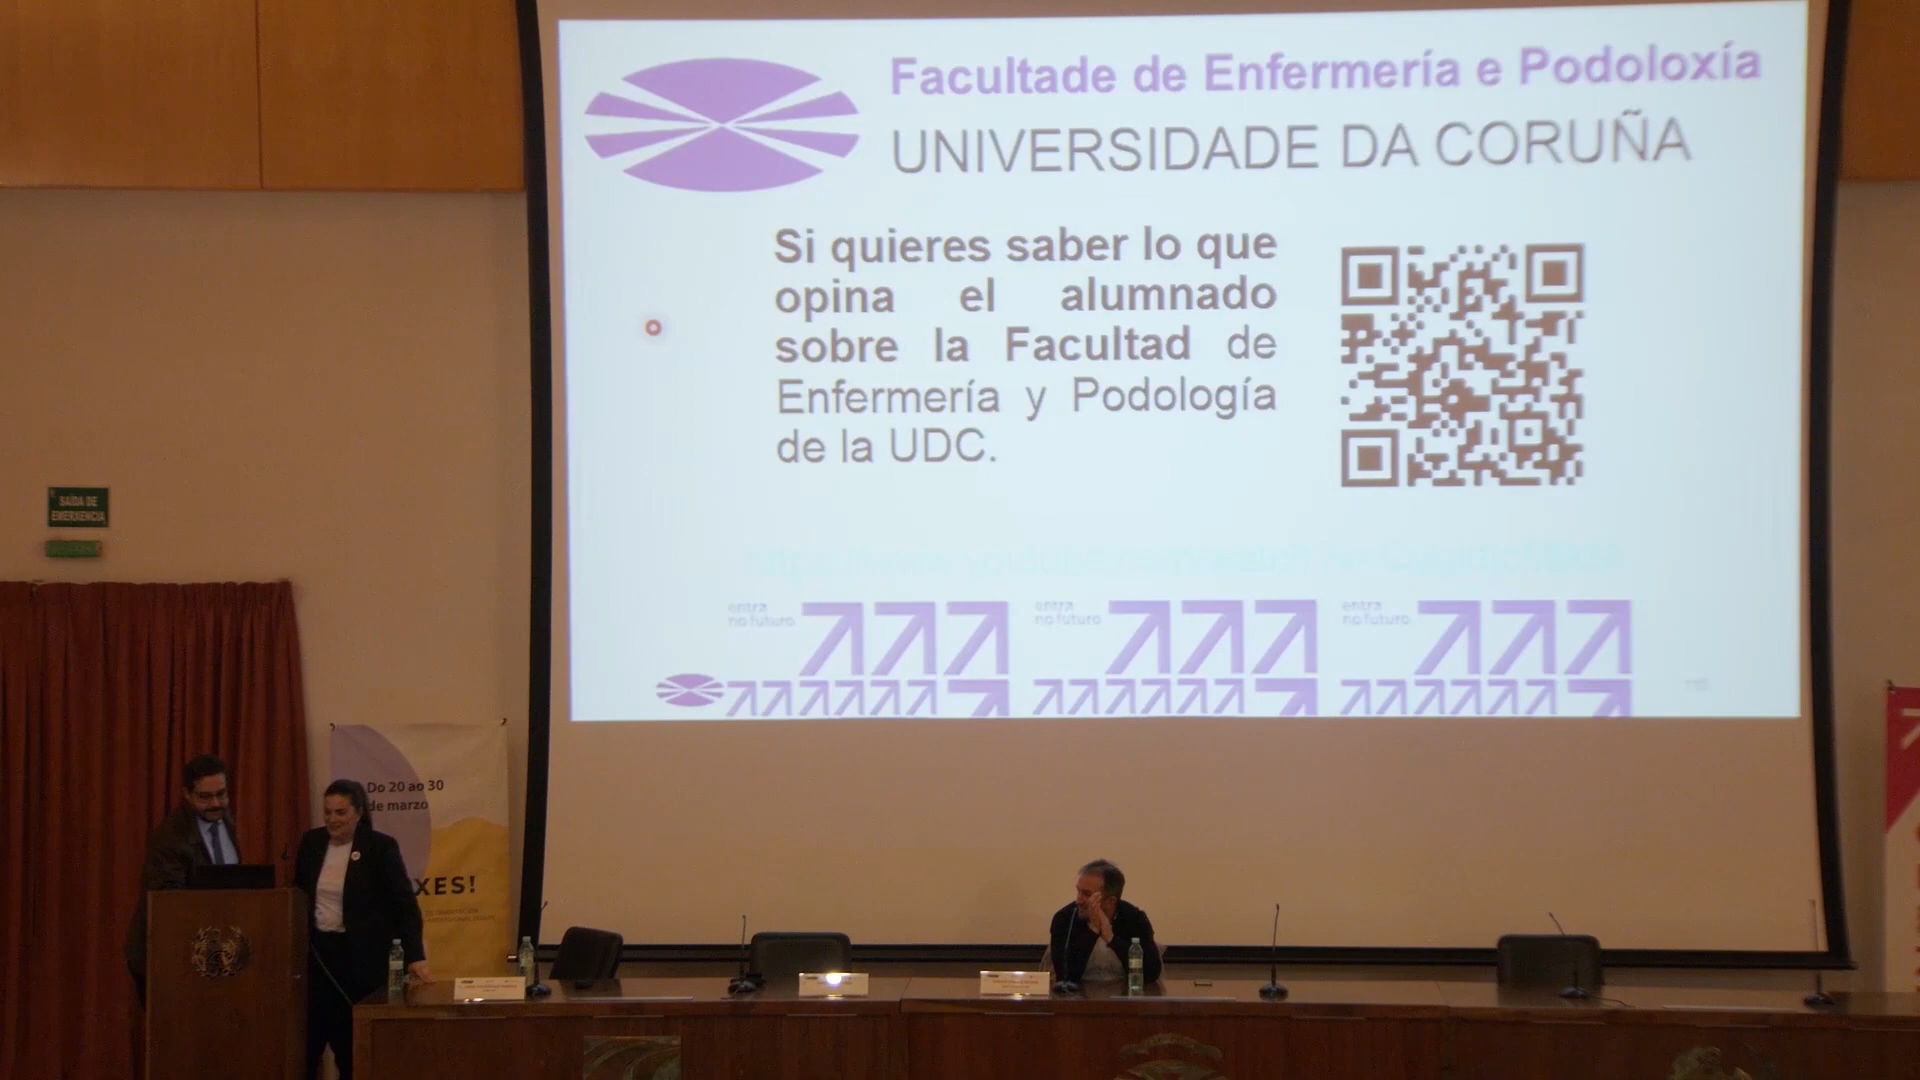 Facultade de Enfermería e Podoloxía
UNIVERSIDADE DA CORUÑA
Si quieres saber lo que
opina el alumnado
sobre la Facultad de
Enfermería y Podología
de la UDC.
entra
no futuro
entra
no futuro
entra
no futuro
SAÍDA DE
EMERXENCIA
Do 20 ao 30
de marzo
XES!